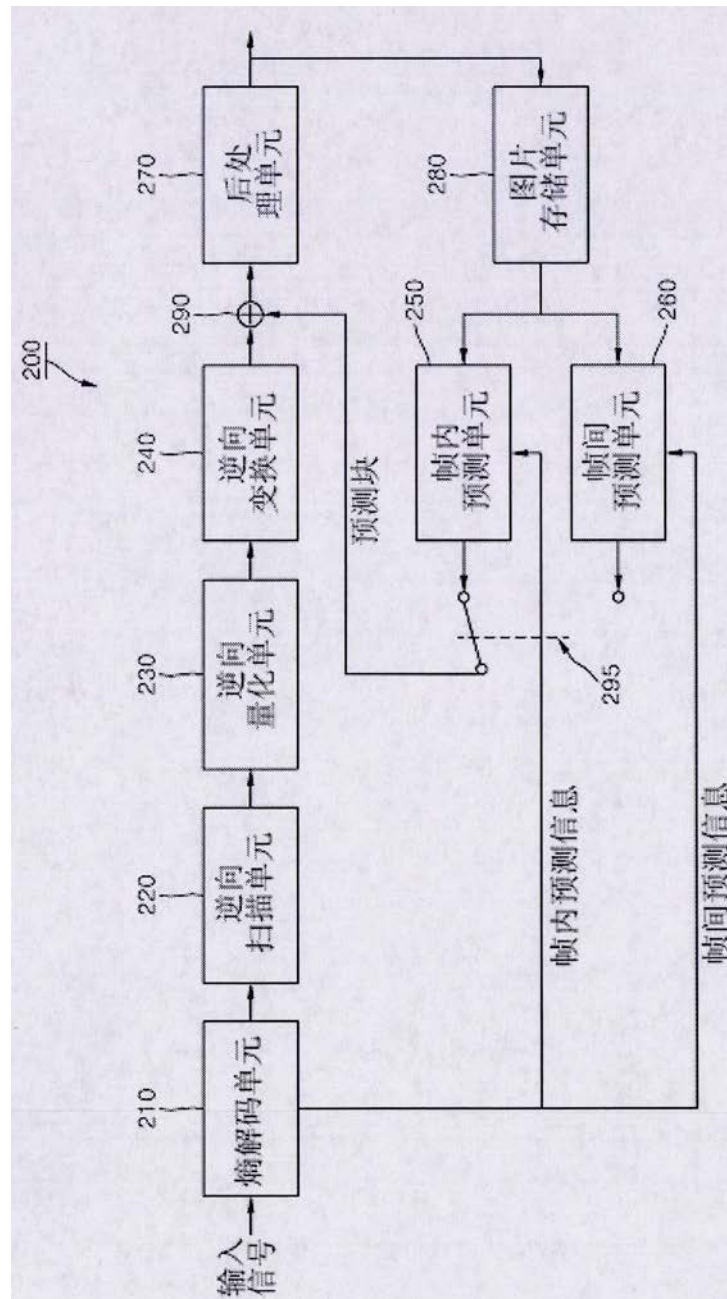 200
210
220
230
240
290
270
熵解码单元
逆向
扫描单元
逆向
量化单元
逆向
变换单元
后处
理单元
输入
信号
预测块
250
280
帧内
预测单元
图片
存储单元
295
260
帧间
预测单元
帧内预测信息
帧间预测信息